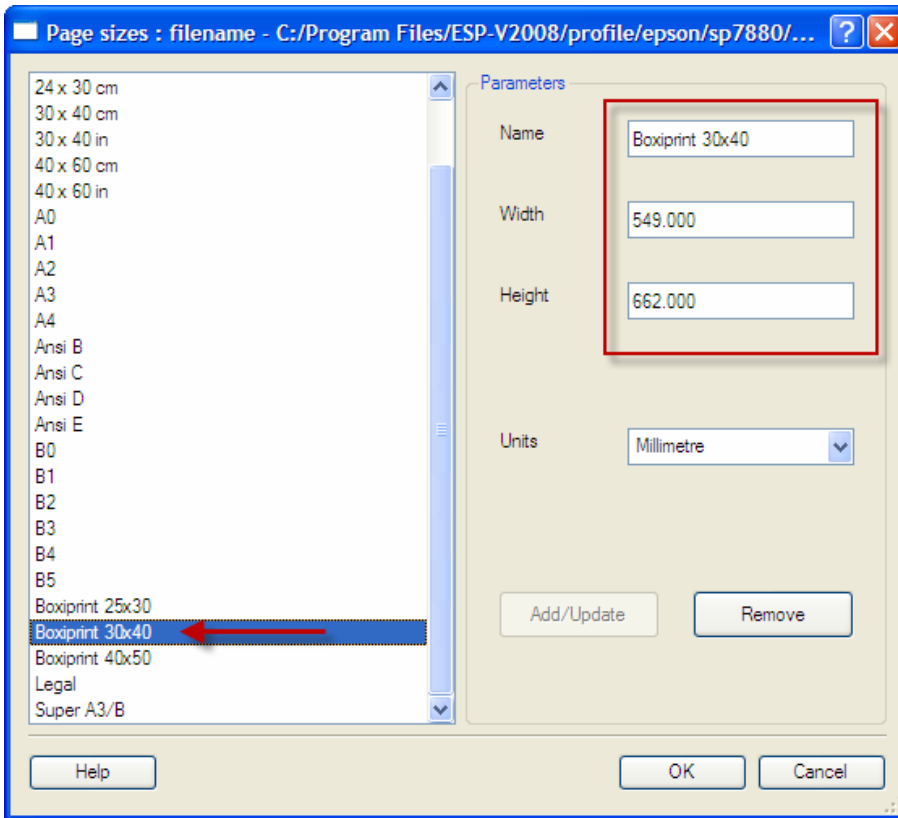 Page sizes : filename - C:/Program Files/ESP-V2008/profile/epson/sp7880/...
24 x 30 cm
30 x 40 cm
30 x 40 in
40 x 60 cm
40 x 60 in
A0
A1
A2
A3
A4
Ansi B
Ansi C
Ansi D
Ansi E
B0
B1
B2
B3
B4
B5
Boxiprint 25x30
Boxiprint 30x40
Boxiprint 40x50
Legal
Super A3/B
Parameters
Name Boxiprint 30x40
Width 549.000
Height 662.000
Units Millimetre
Add/Update Remove
Help OK Cancel